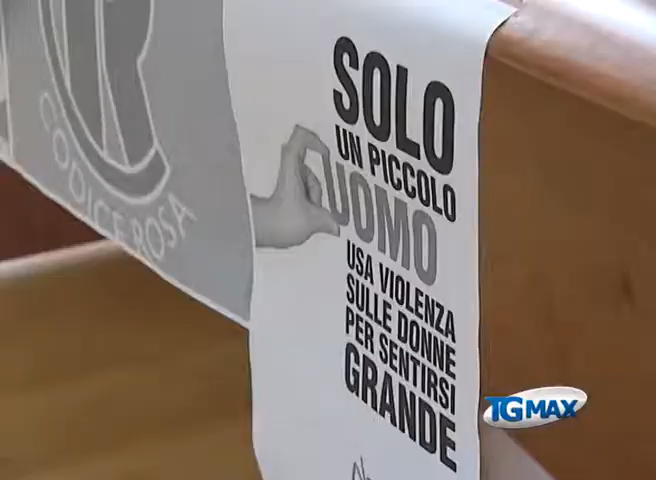 CODICE ROSA
SOLO
UN PICCOLO
UOMO
USA VIOLENZA
SULLE DONNE
PER SENTIRSI
GRANDE
TGMAX